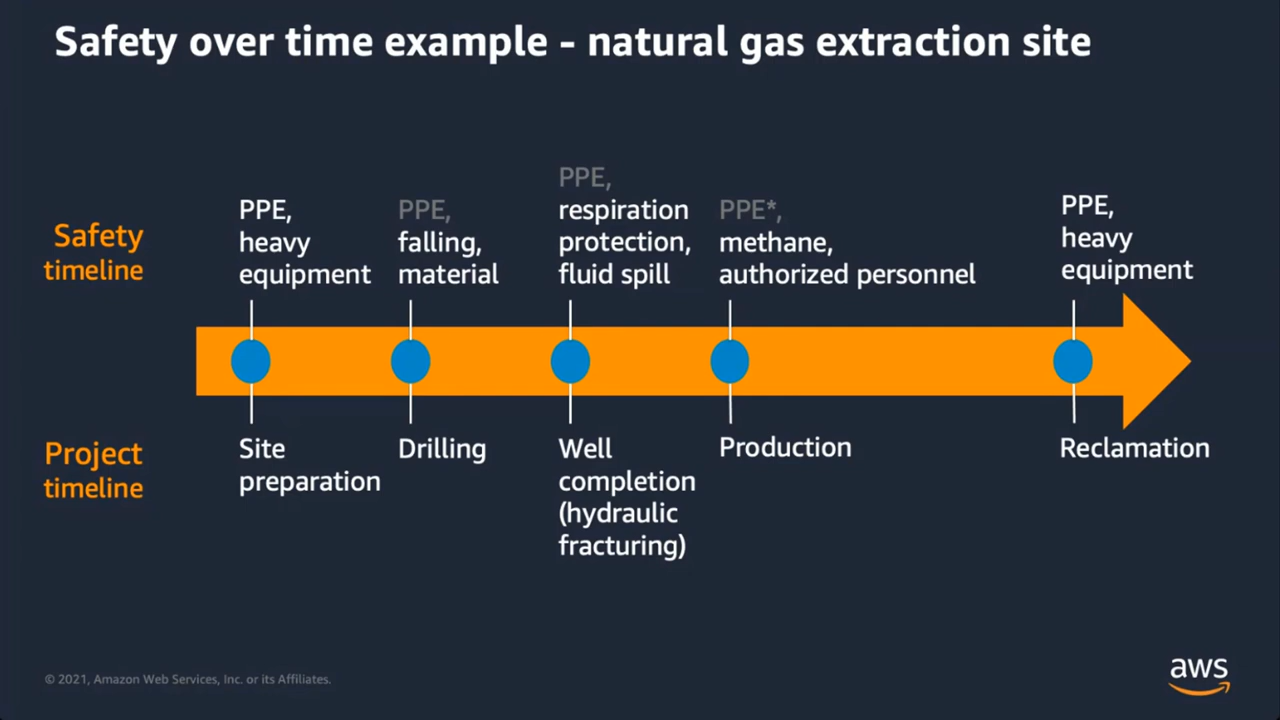 Safety over time example - natural gas extraction site
Safety
timeline
PPE,
heavy
equipment
PPE,
falling,
material
PPE,
respiration
protection,
fluid spill
PPE*,
methane,
authorized personnel
PPE,
heavy
equipment
Project
timeline
Site
preparation
Drilling
Well
completion
(hydraulic
fracturing)
Production
Reclamation
© 2021, Amazon Web Services, Inc. or its Affiliates.
aws